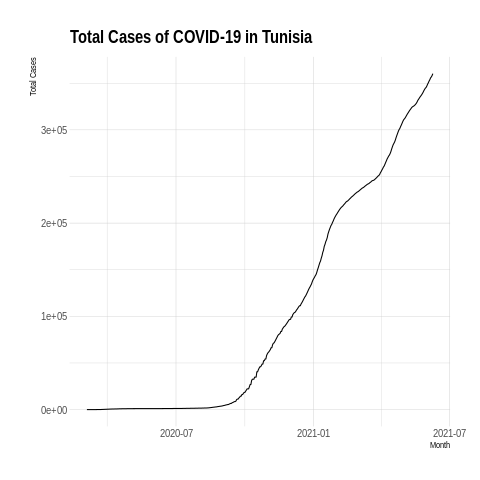 Total Cases of COVID-19 in Tunisia
Total Cases
3e+05
2e+05
1e+05
0e+00
2020-07
2021-01
2021-07
Month